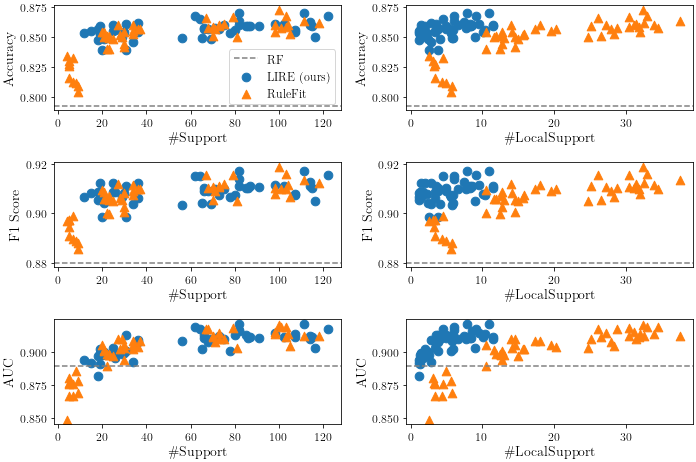 0.875
0.850
0.825
0.800
Accuracy
0 20 40 60 80 100 120
#Support
RF
LIRE (ours)
RuleFit
0.875
0.850
0.825
0.800
Accuracy
0 10 20 30
#LocalSupport
0.92
0.90
0.88
F1 Score
0 20 40 60 80 100 120
#Support
0.92
0.90
0.88
F1 Score
0 10 20 30
#LocalSupport
0.900
0.875
0.850
AUC
0 20 40 60 80 100 120
#Support
0.900
0.875
0.850
AUC
0 10 20 30
#LocalSupport